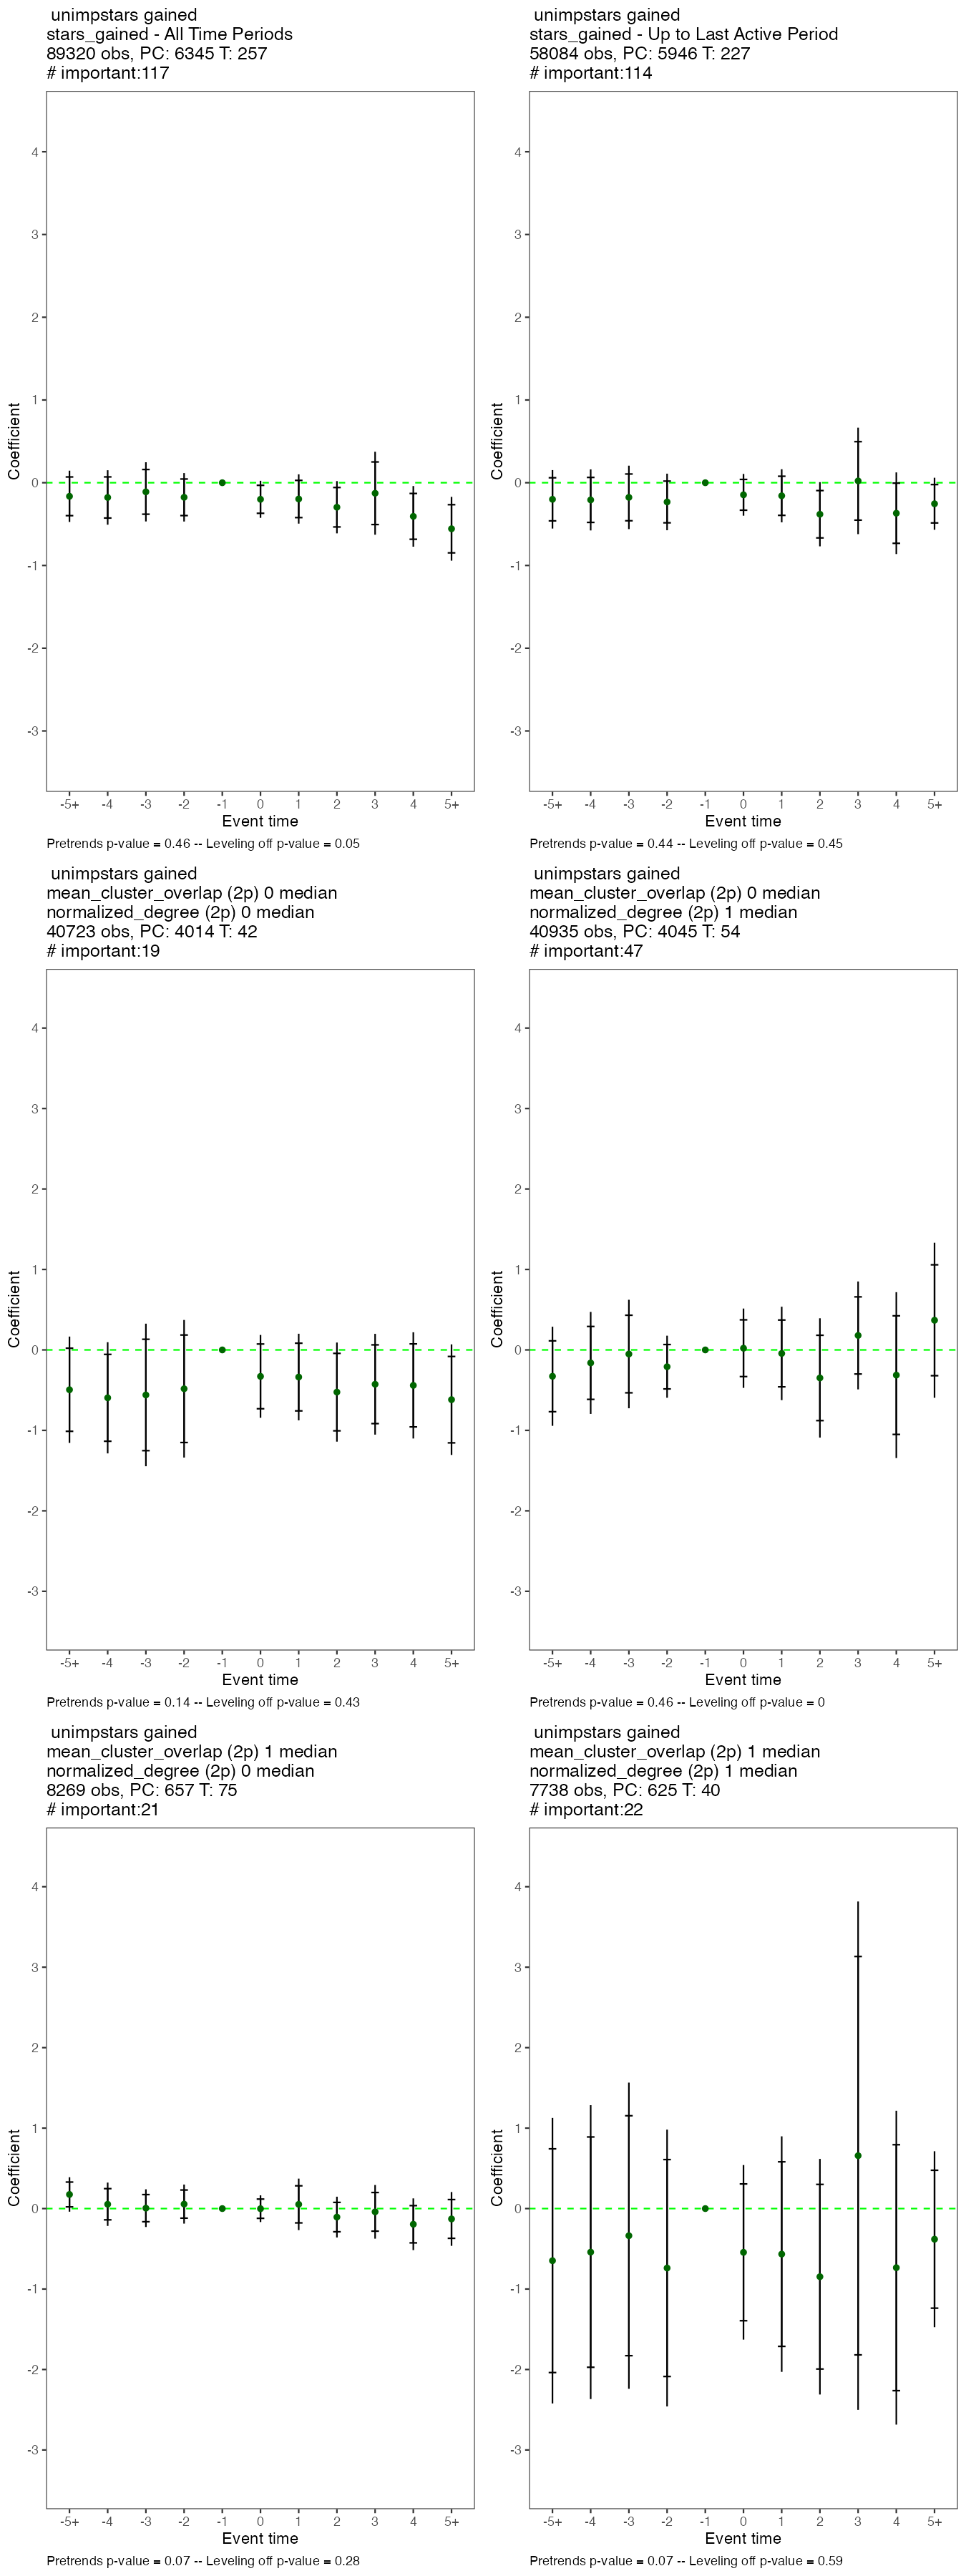 unimpstars gained
stars_gained - All Time Periods
89320 obs, PC: 6345 T: 257
# important:117
Coefficient
4
3
2
1
0
-1
-2
-3
-5+ -4 -3 -2 -1 0 1 2 3 4 5+
Event time
Pretrends p-value = 0.46 -- Leveling off p-value = 0.05
unimpstars gained
stars_gained - Up to Last Active Period
58084 obs, PC: 5946 T: 227
# important:114
Coefficient
4
3
2
1
0
-1
-2
-3
-5+ -4 -3 -2 -1 0 1 2 3 4 5+
Event time
Pretrends p-value = 0.44 -- Leveling off p-value = 0.45
unimpstars gained
mean_cluster_overlap (2p) 0 median
normalized_degree (2p) 0 median
40723 obs, PC: 4014 T: 42
# important:19
Coefficient
4
3
2
1
0
-1
-2
-3
-5+ -4 -3 -2 -1 0 1 2 3 4 5+
Event time
Pretrends p-value = 0.14 -- Leveling off p-value = 0.43
unimpstars gained
mean_cluster_overlap (2p) 0 median
normalized_degree (2p) 1 median
40935 obs, PC: 4045 T: 54
# important:47
Coefficient
4
3
2
1
0
-1
-2
-3
-5+ -4 -3 -2 -1 0 1 2 3 4 5+
Event time
Pretrends p-value = 0.46 -- Leveling off p-value = 0
unimpstars gained
mean_cluster_overlap (2p) 1 median
normalized_degree (2p) 0 median
8269 obs, PC: 657 T: 75
# important:21
Coefficient
4
3
2
1
0
-1
-2
-3
-5+ -4 -3 -2 -1 0 1 2 3 4 5+
Event time
Pretrends p-value = 0.07 -- Leveling off p-value = 0.28
unimpstars gained
mean_cluster_overlap (2p) 1 median
normalized_degree (2p) 1 median
7738 obs, PC: 625 T: 40
# important:22
Coefficient
4
3
2
1
0
-1
-2
-3
-5+ -4 -3 -2 -1 0 1 2 3 4 5+
Event time
Pretrends p-value = 0.07 -- Leveling off p-value = 0.59